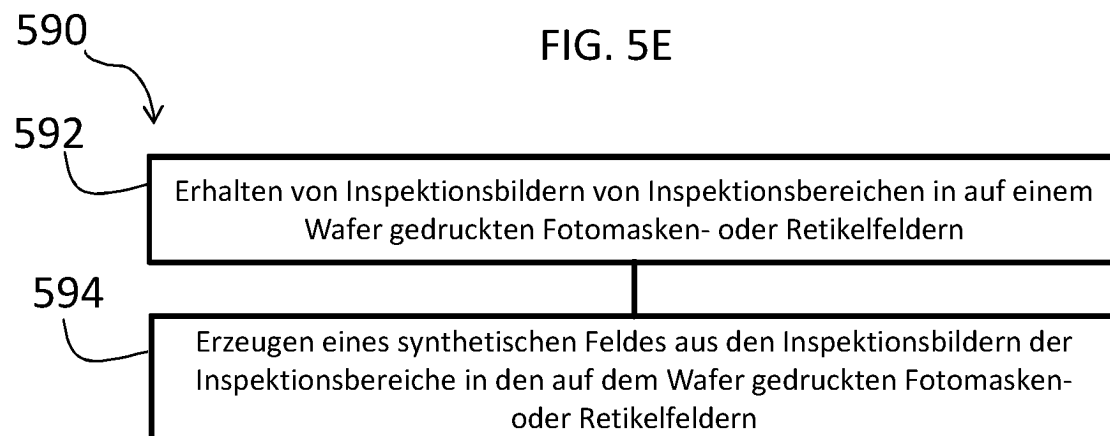 590
FIG. 5E
592
Erhalten von Inspektionsbildern von Inspektionsbereichen in auf einem
Wafer gedruckten Fotomasken- oder Retikelfeldern
594
Erzeugen eines synthetischen Feldes aus den Inspektionsbildern der
Inspektionsbereiche in den auf dem Wafer gedruckten Fotomasken-
oder Retikelfeldern